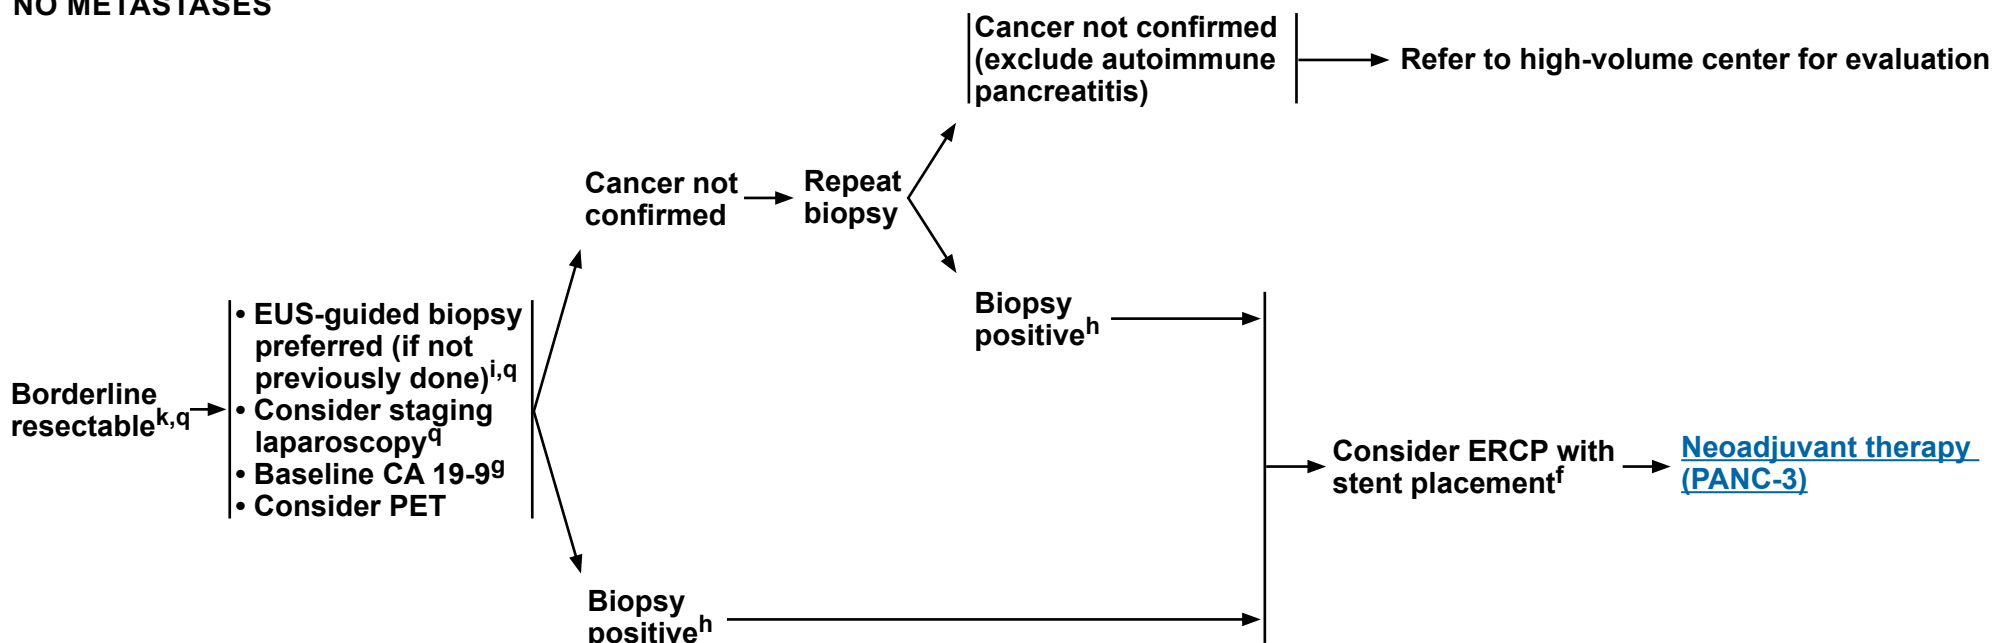 NO METASTASES
Cancer not confirmed
(exclude autoimmune
pancreatitis)
Refer to high-volume center for evaluation
Cancer not
confirmed
Repeat
biopsy
Biopsy
positiveh
Borderline
resectablek,q
• EUS-guided biopsy
preferred (if not
previously done)i,q
• Consider staging
laparoscopyq
• Baseline CA 19-9g
• Consider PET
Biopsy
positiveh
Consider ERCP with
stent placementf
Neoadjuvant therapy
(PANC-3)